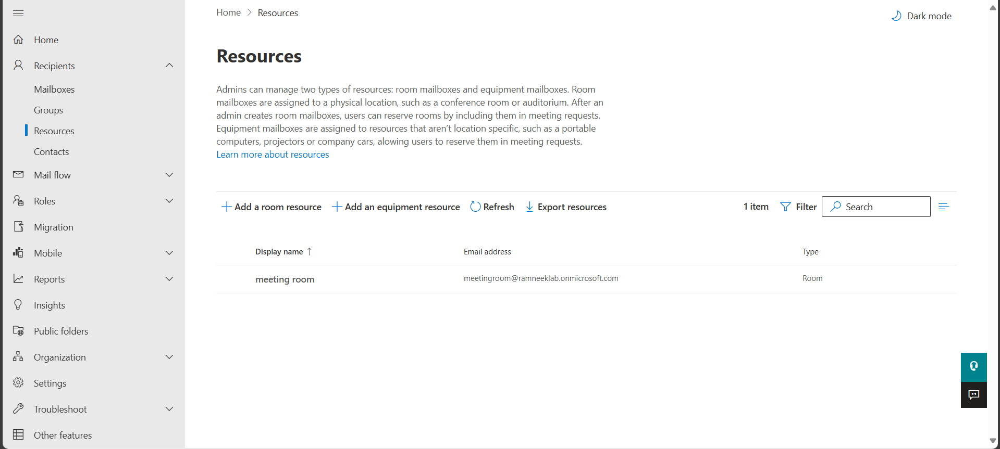 Home > Resources
Dark mode
Home
Recipients
Mailboxes
Groups
Resources
Contacts
Mail flow
Roles
Migration
Mobile
Reports
Insights
Public folders
Organization
Settings
Troubleshoot
Other features
Resources
Admins can manage two types of resources: room mailboxes and equipment mailboxes. Room
mailboxes are assigned to a physical location, such as a conference room or auditorium. After an
admin creates room mailboxes, users can reserve rooms by including them in meeting requests.
Equipment mailboxes are assigned to resources that aren’t location specific, such as a portable
computers, projectors or company cars, alowing users to reserve them in meeting requests.
Learn more about resources
Add a room resource Add an equipment resource Refresh Export resources 1 item Filter Search
Display name ↑ Email address Type
meeting room meetingroom@ramneeklab.onmicrosoft.com Room